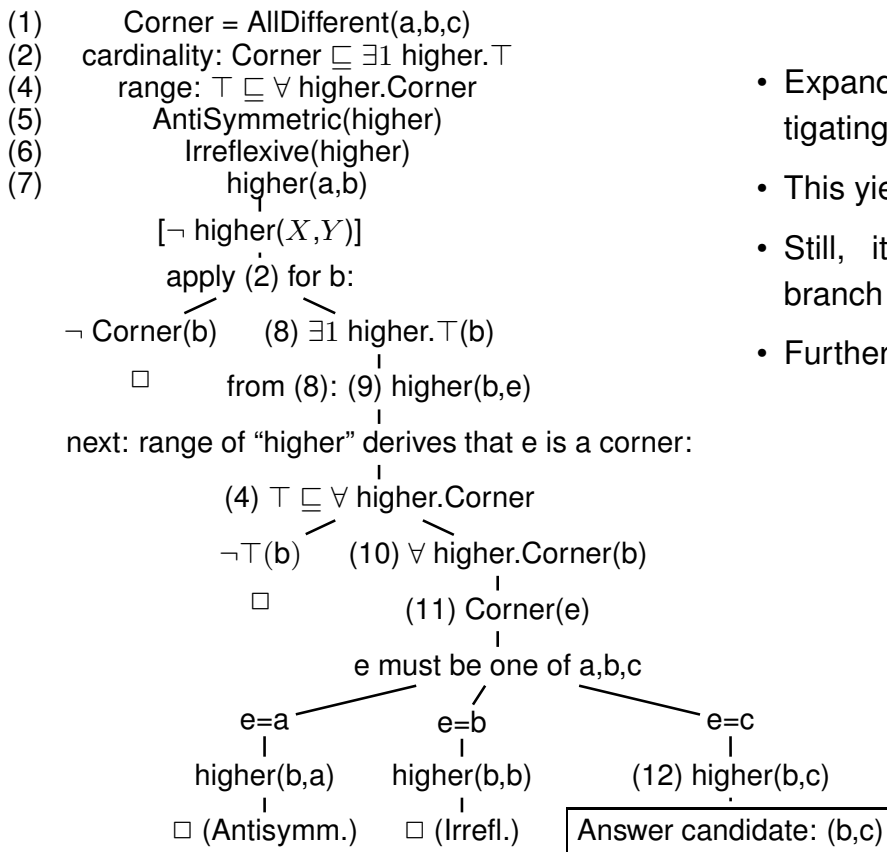 (1) Corner = AllDifferent(a,b,c)
(2) cardinality: Corner ⊑ ∃1 higher.⊤
(4) range: ⊤ ⊑ ∀ higher.Corner
(5) AntiSymmetric(higher)
(6) Irreflexive(higher)
(7) higher(a,b)
[¬ higher(X,Y)]
apply (2) for b:
¬ Corner(b) (8) ∃1 higher.⊤(b)
□ from (8): (9) higher(b,e)
next: range of “higher” derives that e is a corner:
(4) ⊤ ⊑ ∀ higher.Corner
¬⊤(b) (10) ∀ higher.Corner(b)
□ (11) Corner(e)
e must be one of a,b,c
e=a e=b e=c
higher(b,a) higher(b,b) (12) higher(b,c)
□ (Antisymm.) □ (Irrefl.) Answer candidate: (b,c)
• Expand
tigating
• This yie
• Still, it
branch
• Further